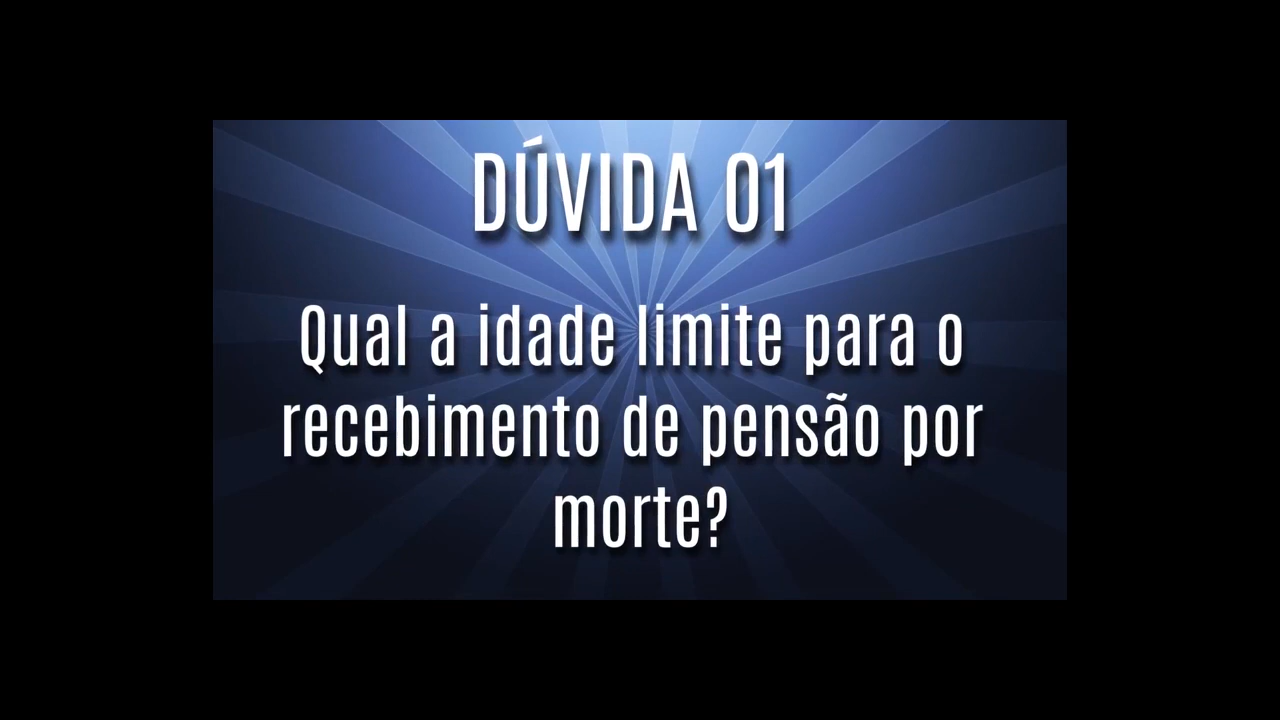 DÚVIDA 01
Qual a idade limite para o
recebimento de pensão por
morte?